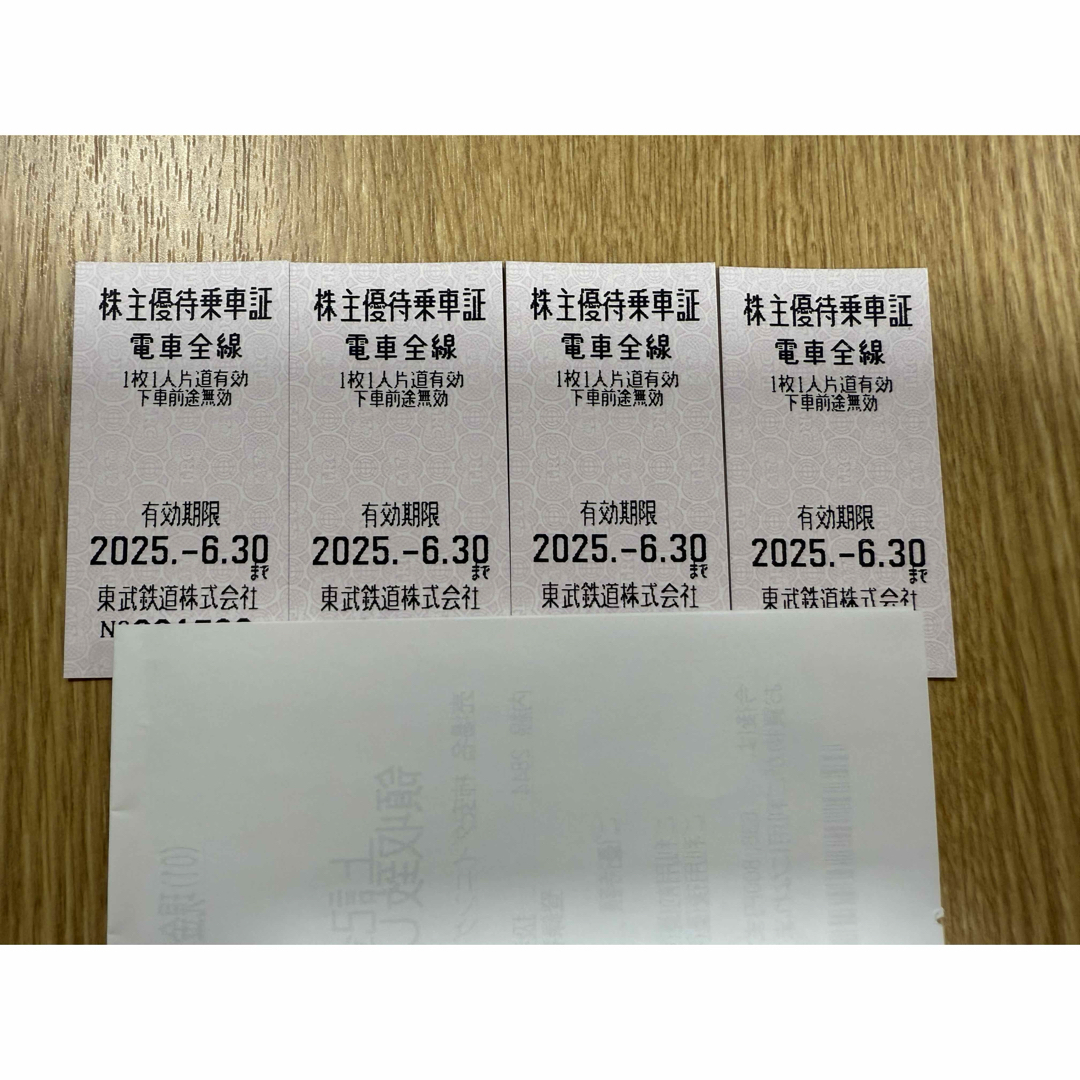 株主優待乗車証
電車全線
1枚1人片道有効
下車前途無効
有効期限
2025.-6.30
まで
東武鉄道株式会社
株主優待乗車証
電車全線
1枚1人片道有効
下車前途無効
有効期限
2025.-6.30
まで
東武鉄道株式会社
株主優待乗車証
電車全線
1枚1人片道有効
下車前途無効
有効期限
2025.-6.30
まで
東武鉄道株式会社
株主優待乗車証
電車全線
1枚1人片道有効
下車前途無効
有効期限
2025.-6.30
まで
東武鉄道株式会社